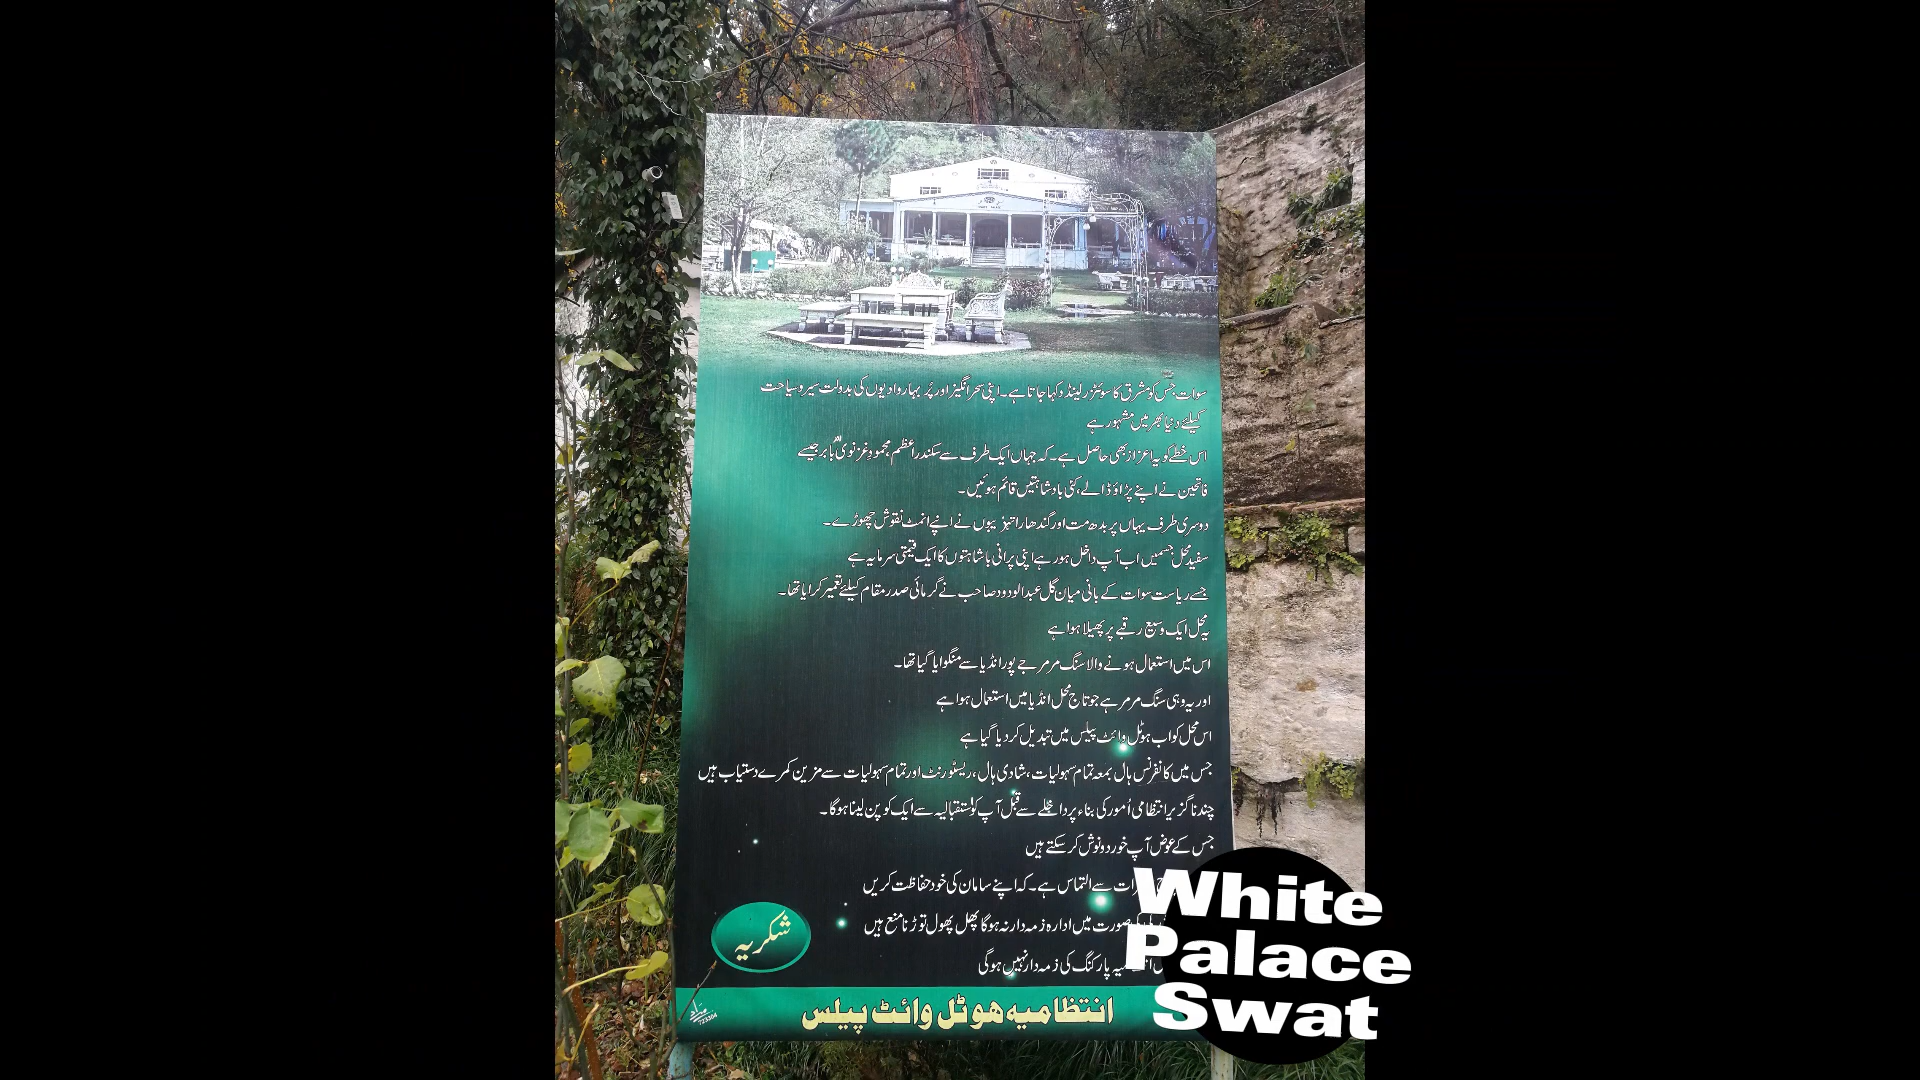 سوات جس کو مشرق کا سوئٹزرلینڈ کہا جاتا ہے۔ اپنی سحر انگیز اور پُر بہار وادیوں کی بدولت سیر و سیاحت
کیلئے دنیا بھر میں مشہور ہے
اس خطے کو یہ اعزاز بھی حاصل ہے۔ کہ جہاں ایک طرف سے سکندر اعظم محمود غزنوی بابر جیسے
فاتحین نے اپنے پڑاؤ ڈالے، کئی بادشاہتیں قائم ہوئیں۔
دوسری طرف یہاں پر بدھ مت اور گندھارا تہذیبوں نے اپنے انمٹ نقوش چھوڑے۔
سفید محل جسمیں اب آپ داخل ہو رہے اپنی پرانی باشاہتوں کا ایک قیمتی سرمایہ ہے
جسے ریاست سوات کے بانی میاں گل عبدالودود صاحب نے گرمائی صدر مقام کیلئے تعمیر کرایا تھا۔
یہ محل ایک وسیع رقبے پر پھیلا ہوا ہے
اس میں استعمال ہونے والا سنگ مرمر جے پور انڈیا سے منگوایا گیا تھا۔
اور یہ وہی سنگ مرمر ہے جو تاج محل انڈیا میں استعمال ہوا ہے
اس محل کو اب ہوٹل وائٹ پیلس میں تبدیل کر دیا گیا ہے
جس میں کانفرنس ہال بمعہ تمام سہولیات، شادی ہال، ریسٹورنٹ اور تمام سہولیات سے مزین کمرے دستیاب ہیں
چند ناگزیر انتظامی اُمور کی بناء پر داخلے سے قبل آپ کو استقبالیہ سے ایک کوپن لینا ہوگا۔
جس کے عوض آپ خورد و نوش کر سکتے ہیں
سے التماس ہے۔ کہ اپنے سامان کی خود حفاظت کریں
صورت میں ادارہ ذمہ دار نہ ہوگا پھل پھول توڑنا منع ہیں
پارکنگ کی ذمہ دار نہیں ہوگی
شکریہ
انتظامیہ ہوٹل وائٹ پیلس
723304
White
Palace
Swat